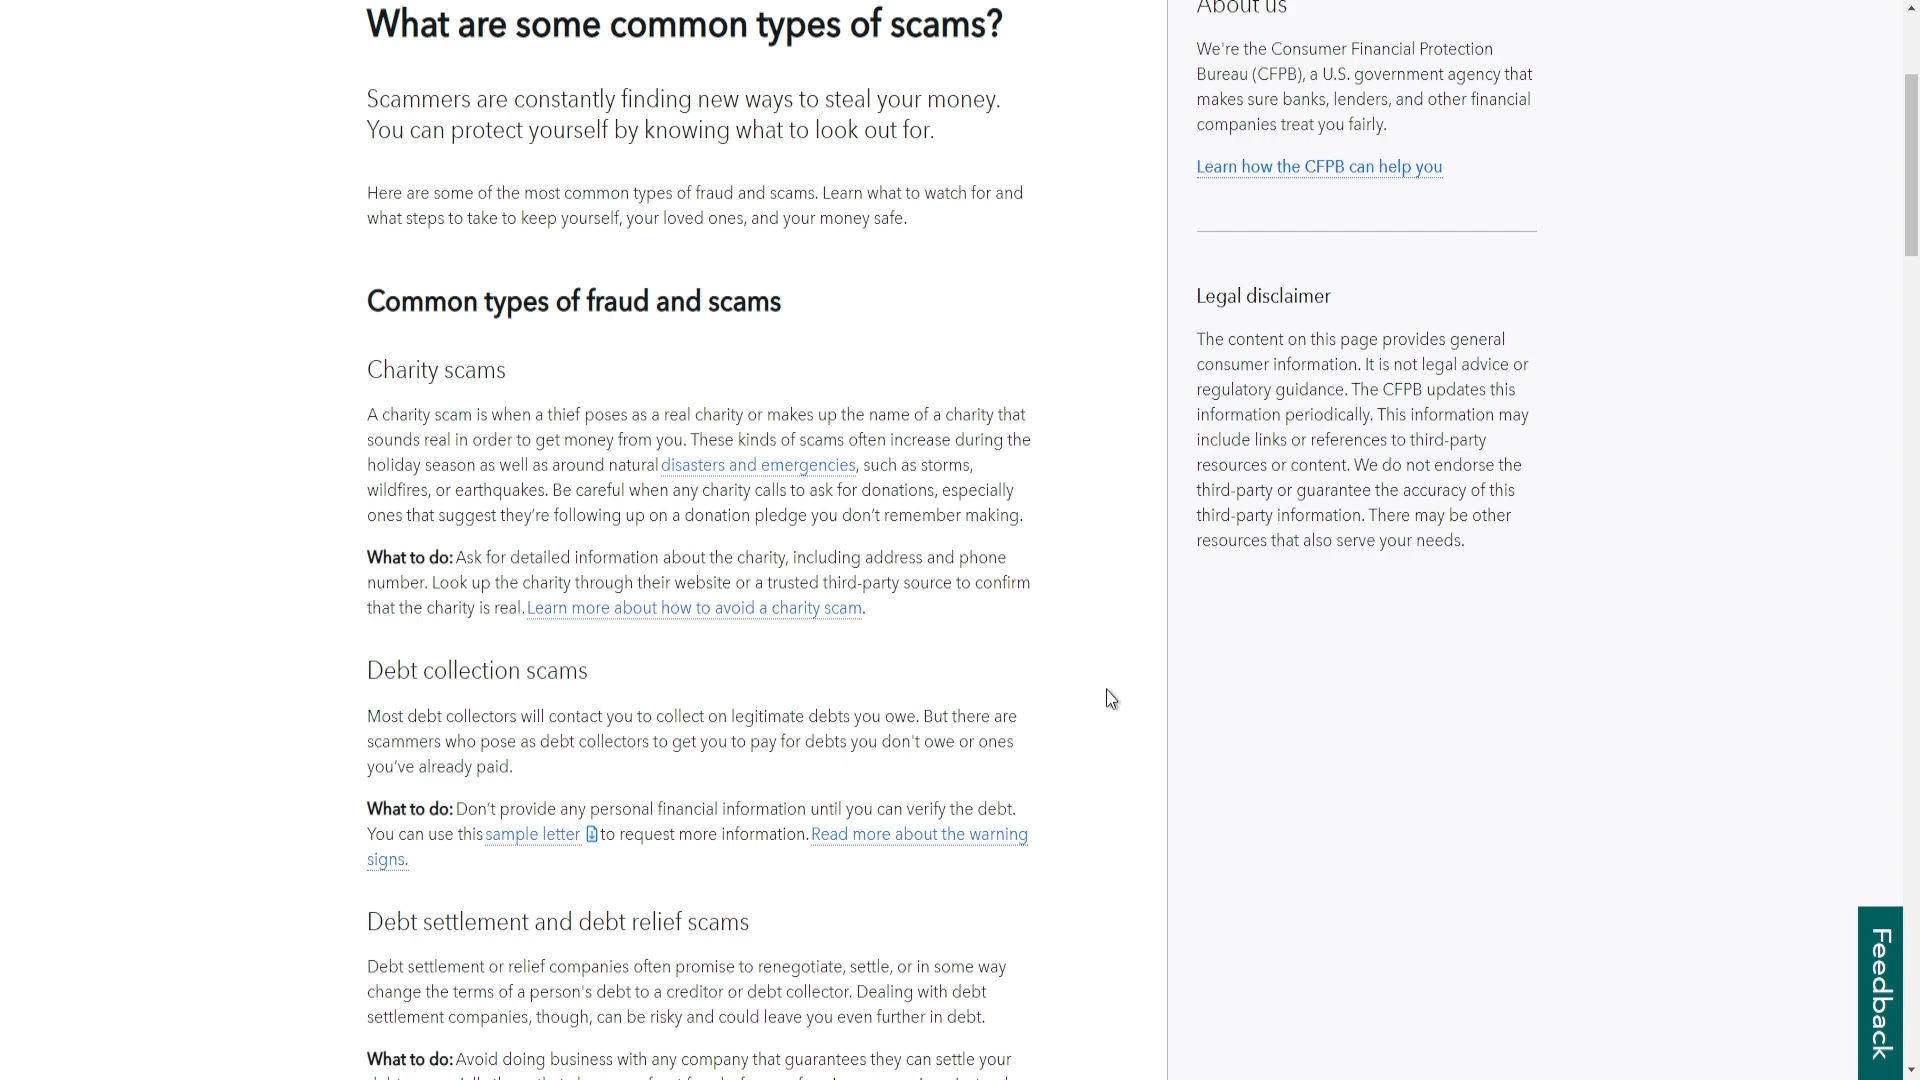 What are some common types of scams?
Scammers are constantly finding new ways to steal your money.
You can protect yourself by knowing what to look out for.
Here are some of the most common types of fraud and scams. Learn what to watch for and
what steps to take to keep yourself, your loved ones, and your money safe.
Common types of fraud and scams
Charity scams
A charity scam is when a thief poses as a real charity or makes up the name of a charity that
sounds real in order to get money from you. These kinds of scams often increase during the
holiday season as well as around natural disasters and emergencies, such as storms,
wildfires, or earthquakes. Be careful when any charity calls to ask for donations, especially
ones that suggest they're following up on a donation pledge you don't remember making.
What to do: Ask for detailed information about the charity, including address and phone
number. Look up the charity through their website or a trusted third-party source to confirm
that the charity is real. Learn more about how to avoid a charity scam.
Debt collection scams
Most debt collectors will contact you to collect on legitimate debts you owe. But there are
scammers who pose as debt collectors to get you to pay for debts you don't owe or ones
you've already paid.
What to do: Don't provide any personal financial information until you can verify the debt.
You can use this sample letter to request more information. Read more about the warning
signs.
Debt settlement and debt relief scams
Debt settlement or relief companies often promise to renegotiate, settle, or in some way
change the terms of a person's debt to a creditor or debt collector. Dealing with debt
settlement companies, though, can be risky and could leave you even further in debt.
What to do: Avoid doing business with any company that guarantees they can settle your
About us
We're the Consumer Financial Protection
Bureau (CFPB), a U.S. government agency that
makes sure banks, lenders, and other financial
companies treat you fairly.
Learn how the CFPB can help you
Legal disclaimer
The content on this page provides general
consumer information. It is not legal advice or
regulatory guidance. The CFPB updates this
information periodically. This information may
include links or references to third-party
resources or content. We do not endorse the
third-party or guarantee the accuracy of this
third-party information. There may be other
resources that also serve your needs.
Feedback